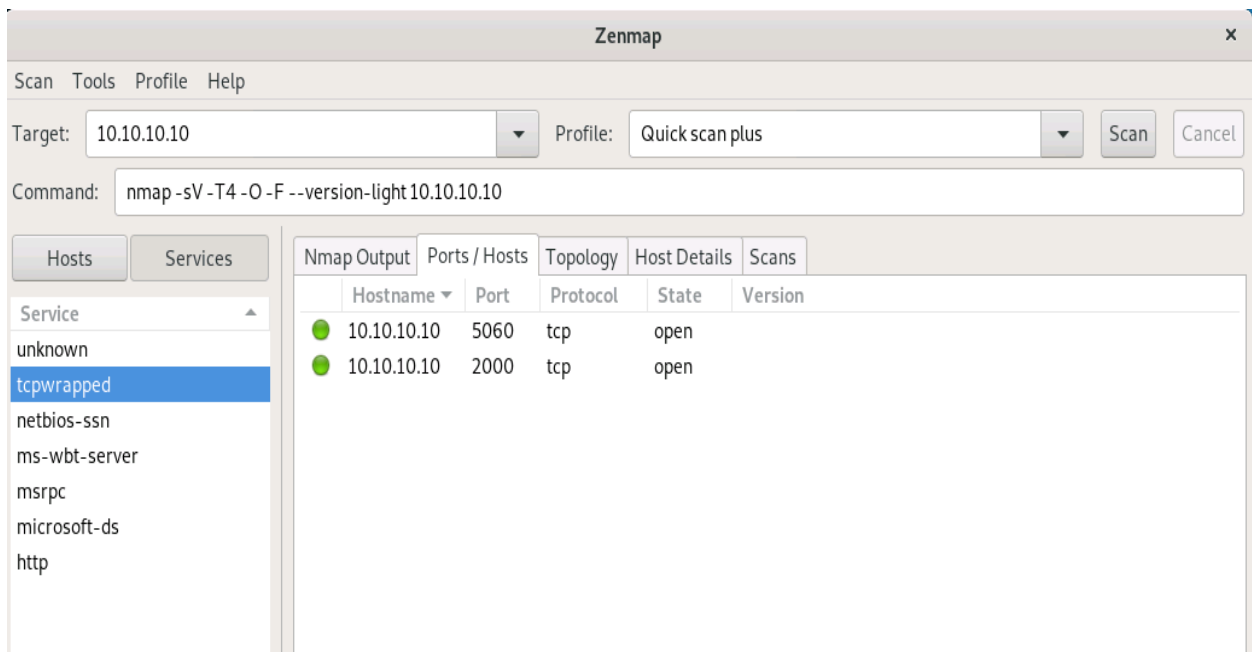 Zenmap x
Scan Tools Profile Help
Target: 10.10.10.10 Profile: Quick scan plus Scan Cancel
Command: nmap -sV -T4 -O -F --version-light 10.10.10.10
Hosts Services
Service
unknown
tcpwrapped
netbios-ssn
ms-wbt-server
msrpc
microsoft-ds
http
Nmap Output Ports / Hosts Topology Host Details Scans
Hostname Port Protocol State Version
10.10.10.10 5060 tcp open
10.10.10.10 2000 tcp open